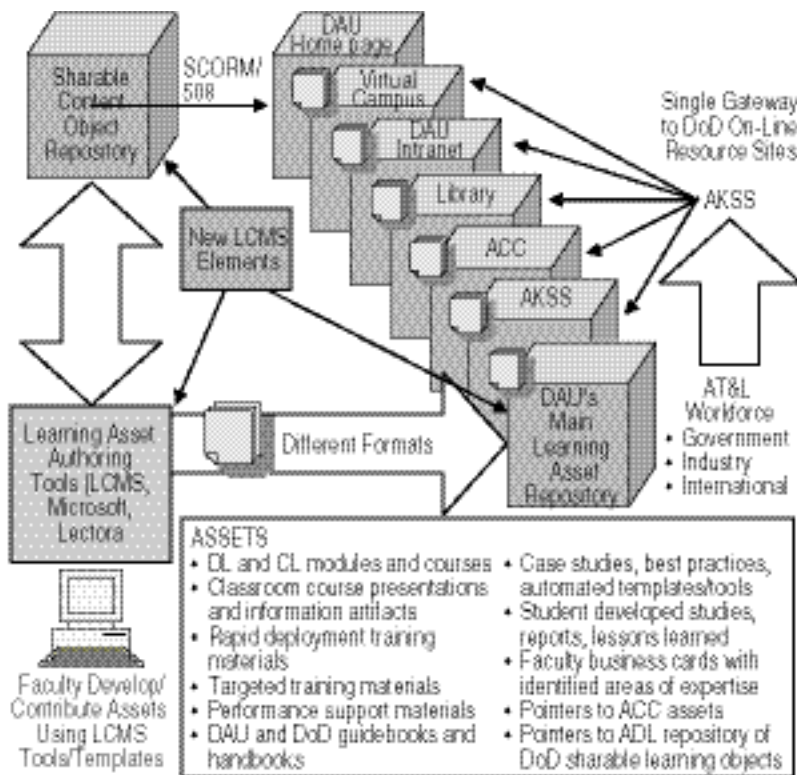 DAU
Home page
Sharable
Content
Object
Repository
SCORM/
508
Virtual
Campus
DAU
Intranet
Library
ACC
AKSS
DAU's
Main
Learning
Asset
Repository
Single Gateway
to DoD On-Line
Resource Sites
AKSS
New LCMS
Elements
AT&L
Workforce
• Government
• Industry
• International
Learning Asset
Authoring
Tools (LCMS,
Microsoft,
Lectora
Different Formats
Faculty Develop/
Contribute Assets
Using LCMS
Tools/Templates
ASSETS
• DL and CL modules and courses
• Classroom course presentations
and information artifacts
• Rapid deployment training
materials
• Targeted training materials
• Performance support materials
• DAU and DoD guidebooks and
handbooks
• Case studies, best practices,
automated templates/tools
• Student developed studies,
reports, lessons learned
• Faculty business cards with
identified areas of expertise
• Pointers to ACC assets
• Pointers to ADL repository of
DoD sharable learning objects